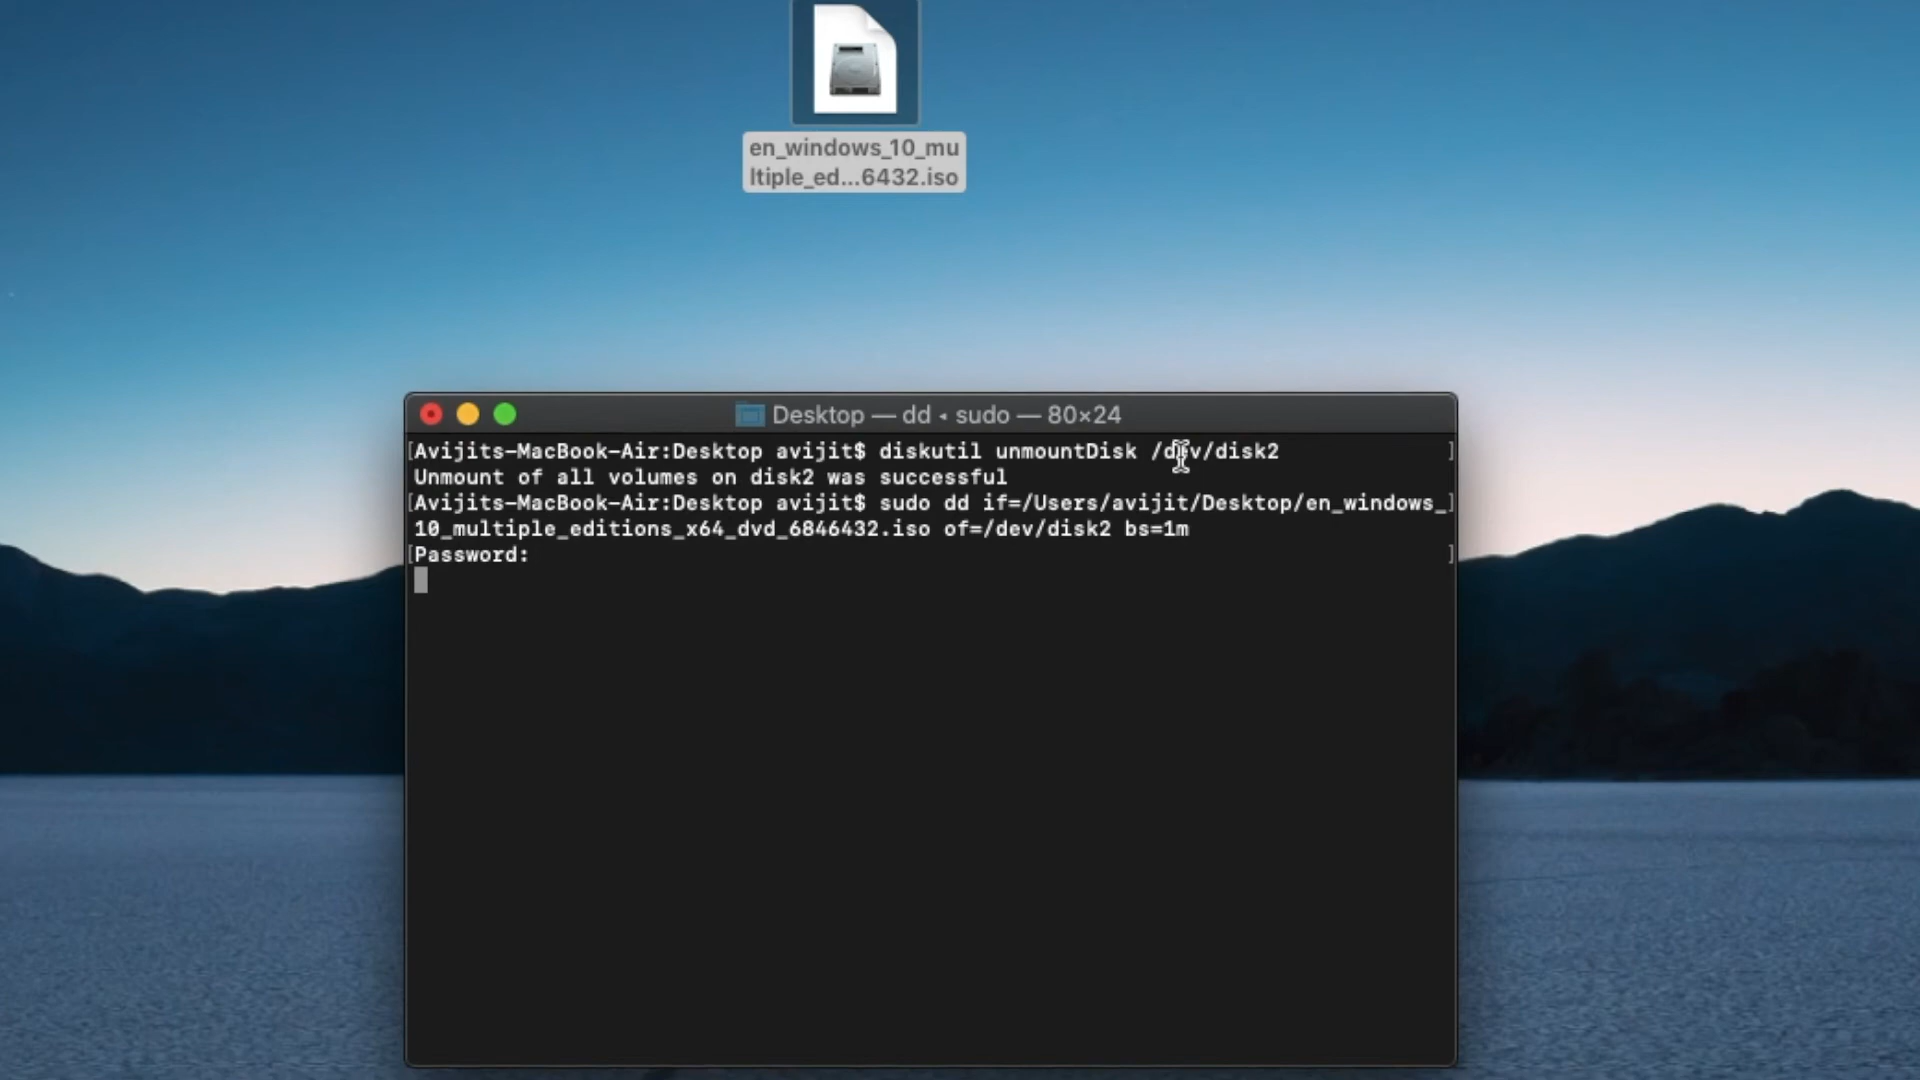 en_windows_10_mu
ltiple_ed...6432.iso
Desktop — dd ◂ sudo — 80×24
[Avijits-MacBook-Air:Desktop avijit$ diskutil unmountDisk /dev/disk2 ]
Unmount of all volumes on disk2 was successful
[Avijits-MacBook-Air:Desktop avijit$ sudo dd if=/Users/avijit/Desktop/en_windows_]
10_multiple_editions_x64_dvd_6846432.iso of=/dev/disk2 bs=1m
[Password: ]